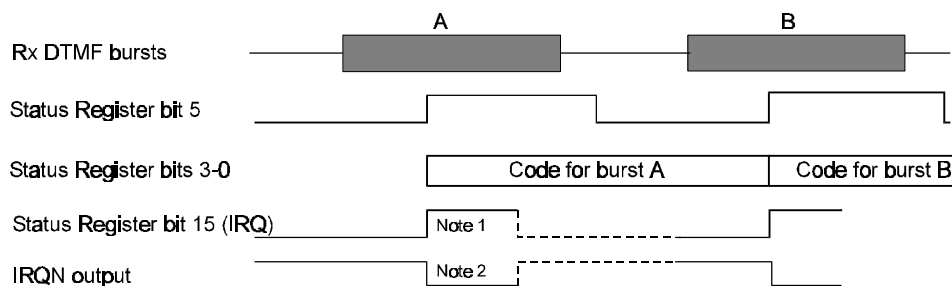 A B
Rx DTMF bursts
Status Register bit 5
Status Register bits 3-0 Code for burst A Code for burst B
Status Register bit 15 (IRQ) Note 1
IRQN output Note 2